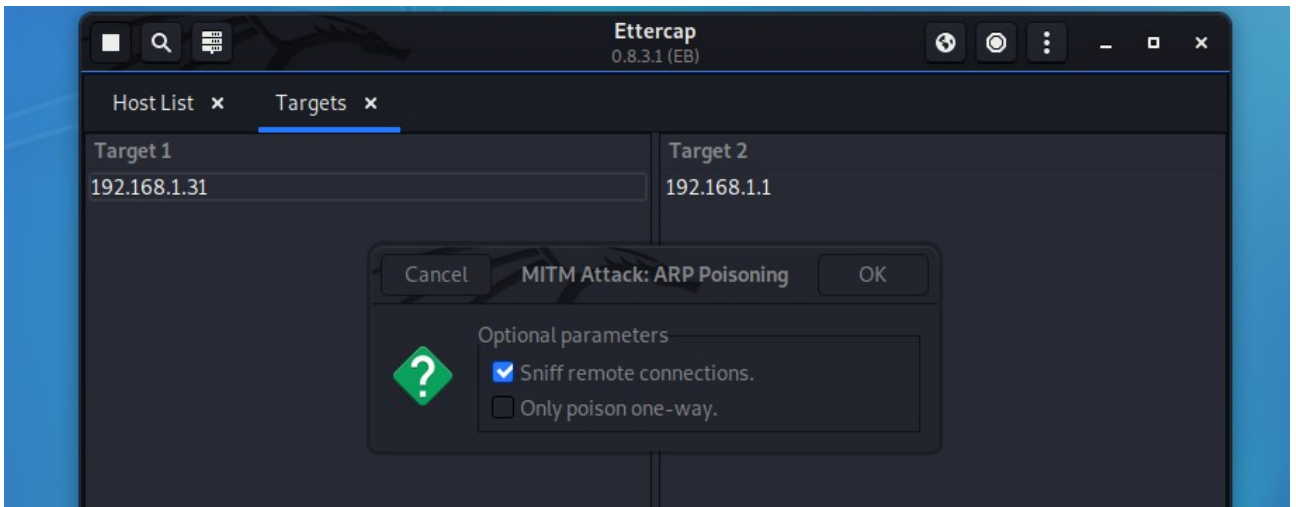 Ettercap
0.8.3.1 (EB)
Host List × Targets ×
Target 1 Target 2
192.168.1.31 192.168.1.1
Cancel MITM Attack: ARP Poisoning OK
Optional parameters
Sniff remote connections.
Only poison one-way.